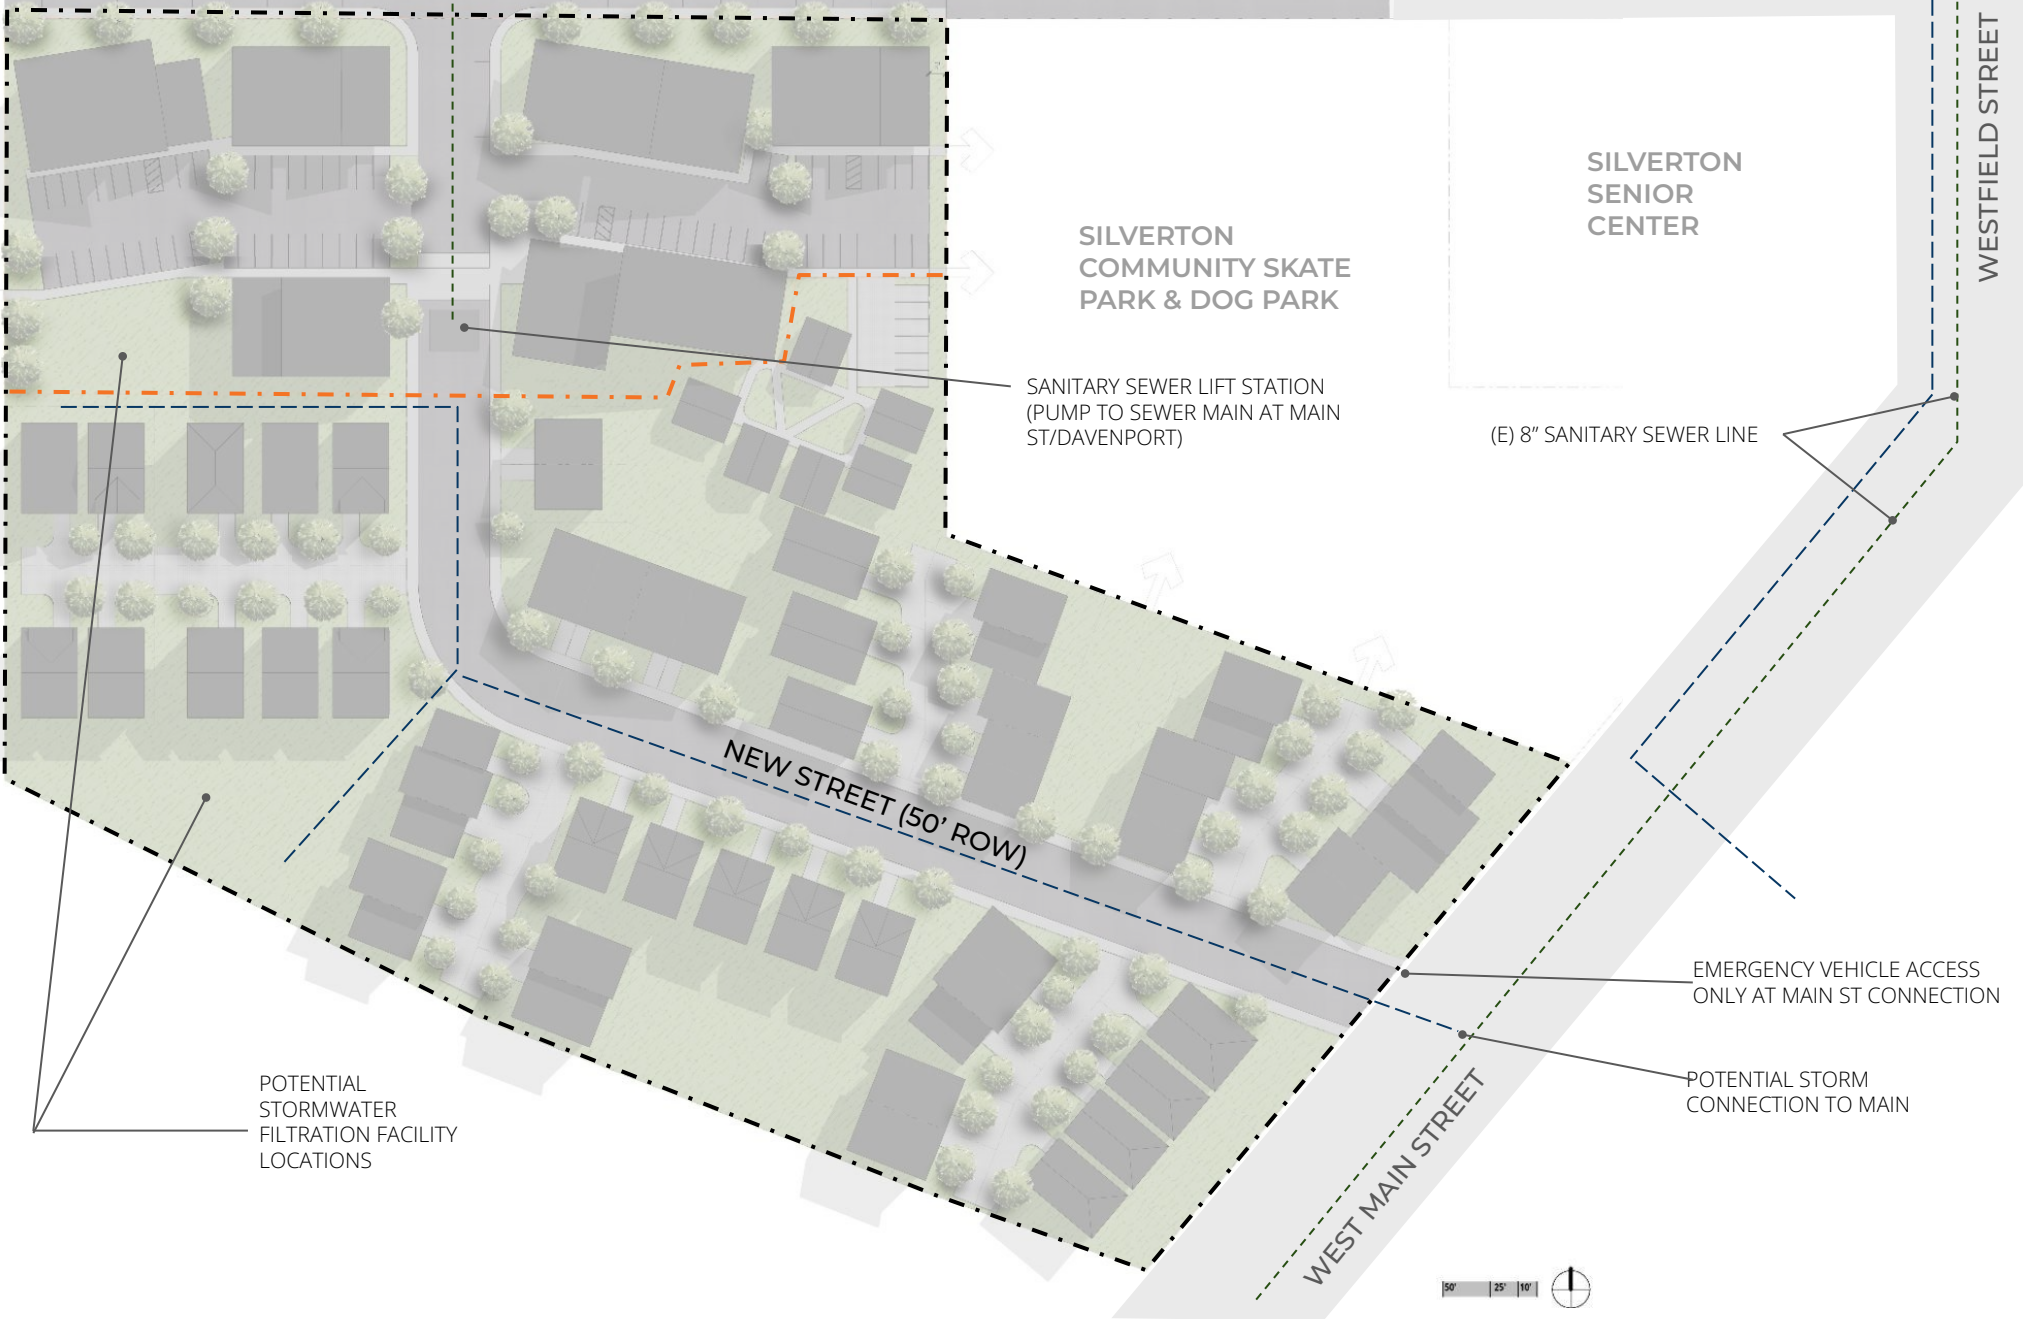 WESTFIELD STREET
SILVERTON
SENIOR
CENTER
SILVERTON
COMMUNITY SKATE
PARK & DOG PARK
SANITARY SEWER LIFT STATION
(PUMP TO SEWER MAIN AT MAIN
ST/DAVENPORT)
(E) 8” SANITARY SEWER LINE
NEW STREET (50’ ROW)
EMERGENCY VEHICLE ACCESS
ONLY AT MAIN ST CONNECTION
POTENTIAL STORM
CONNECTION TO MAIN
POTENTIAL
STORMWATER
FILTRATION FACILITY
LOCATIONS
WEST MAIN STREET
50' 25' 10'